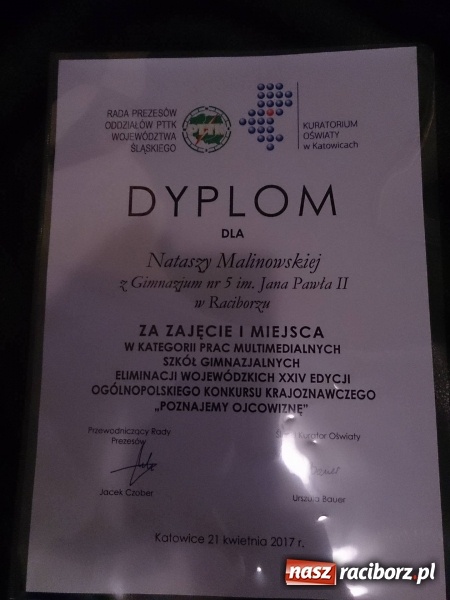 RADA PREZESÓW
ODDZIAŁÓW PTTK
WOJEWÓDZTWA
ŚLĄSKIEGO
PTTK
KURATORIUM
OŚWIATY
w Katowicach
DYPLOM
DLA
Nataszy Malinowskiej
z Gimnazjum nr 5 im. Jana Pawła II
w Raciborzu
ZA ZAJĘCIE I MIEJSCA
W KATEGORII PRAC MULTIMEDIALNYCH
SZKÓŁ GIMNAZJALNYCH
ELIMINACJI WOJEWÓDZKICH XXIV EDYCJI
OGÓLNOPOLSKIEGO KONKURSU KRAJOZNAWCZEGO
„POZNAJEMY OJCOWIZNĘ”
Przewodniczący Rady
Prezesów
Kurator Oświaty
Jacek Czober
Urszula Bauer
Katowice 21 kwietnia 2017 r.
nasz raciborz.pl